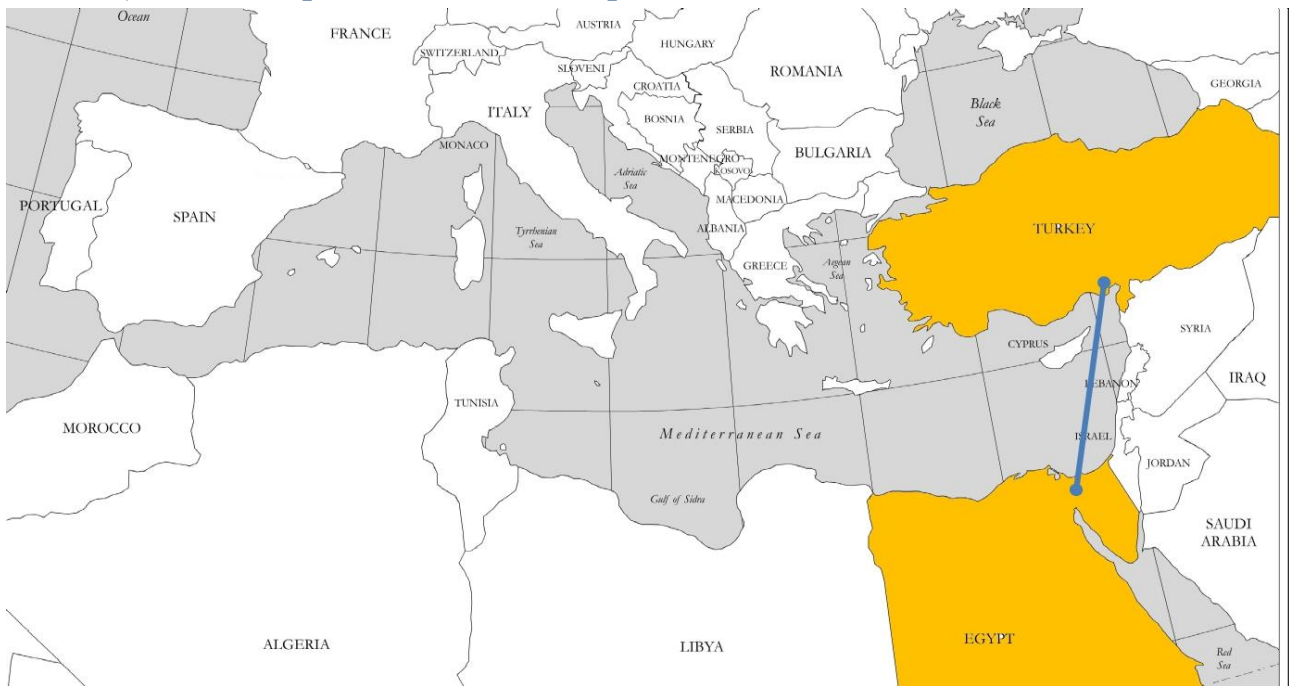 Ocean
FRANCE
AUSTRIA
SWITZERLAND
HUNGARY
SLOVENI
ROMANIA
CROATIA
GEORGIA
ITALY
BOSNIA
Black
Sea
SERBIA
MONACO
BULGARIA
MONTENEGRO
KOSOVO
Adriatic
Sea
MACEDONIA
PORTUGAL
SPAIN
Tyrrhenian
Sea
ALBANIA
TURKEY
GREECE
Aegean
Sea
SYRIA
CYPRUS
LEBANON
IRAQ
TUNISIA
MOROCCO
Mediterranean Sea
ISRAEL
JORDAN
Gulf of Sidra
SAUDI
ARABIA
ALGERIA
LIBYA
EGYPT
Red
Sea